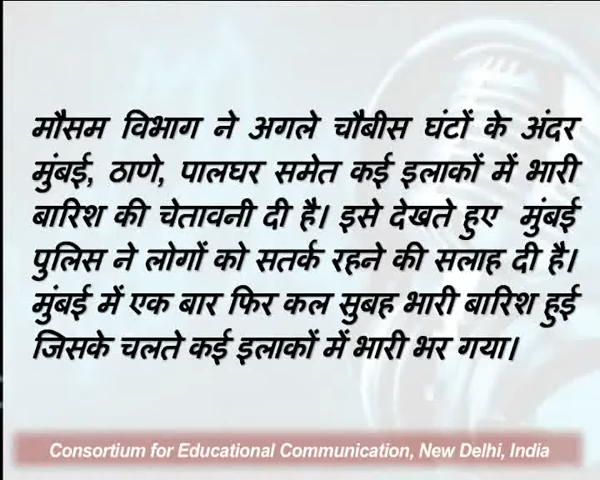 मौसम विभाग ने अगले चौबीस घंटों के अंदर
मुंबई, ठाणे, पालघर समेत कई इलाकों में भारी
बारिश की चेतावनी दी है। इसे देखते हुए मुंबई
पुलिस ने लोगों को सतर्क रहने की सलाह दी है।
मुंबई में एक बार फिर कल सुबह भारी बारिश हुई
जिसके चलते कई इलाकों में भारी भर गया।
Consortium for Educational Communication, New Delhi, India